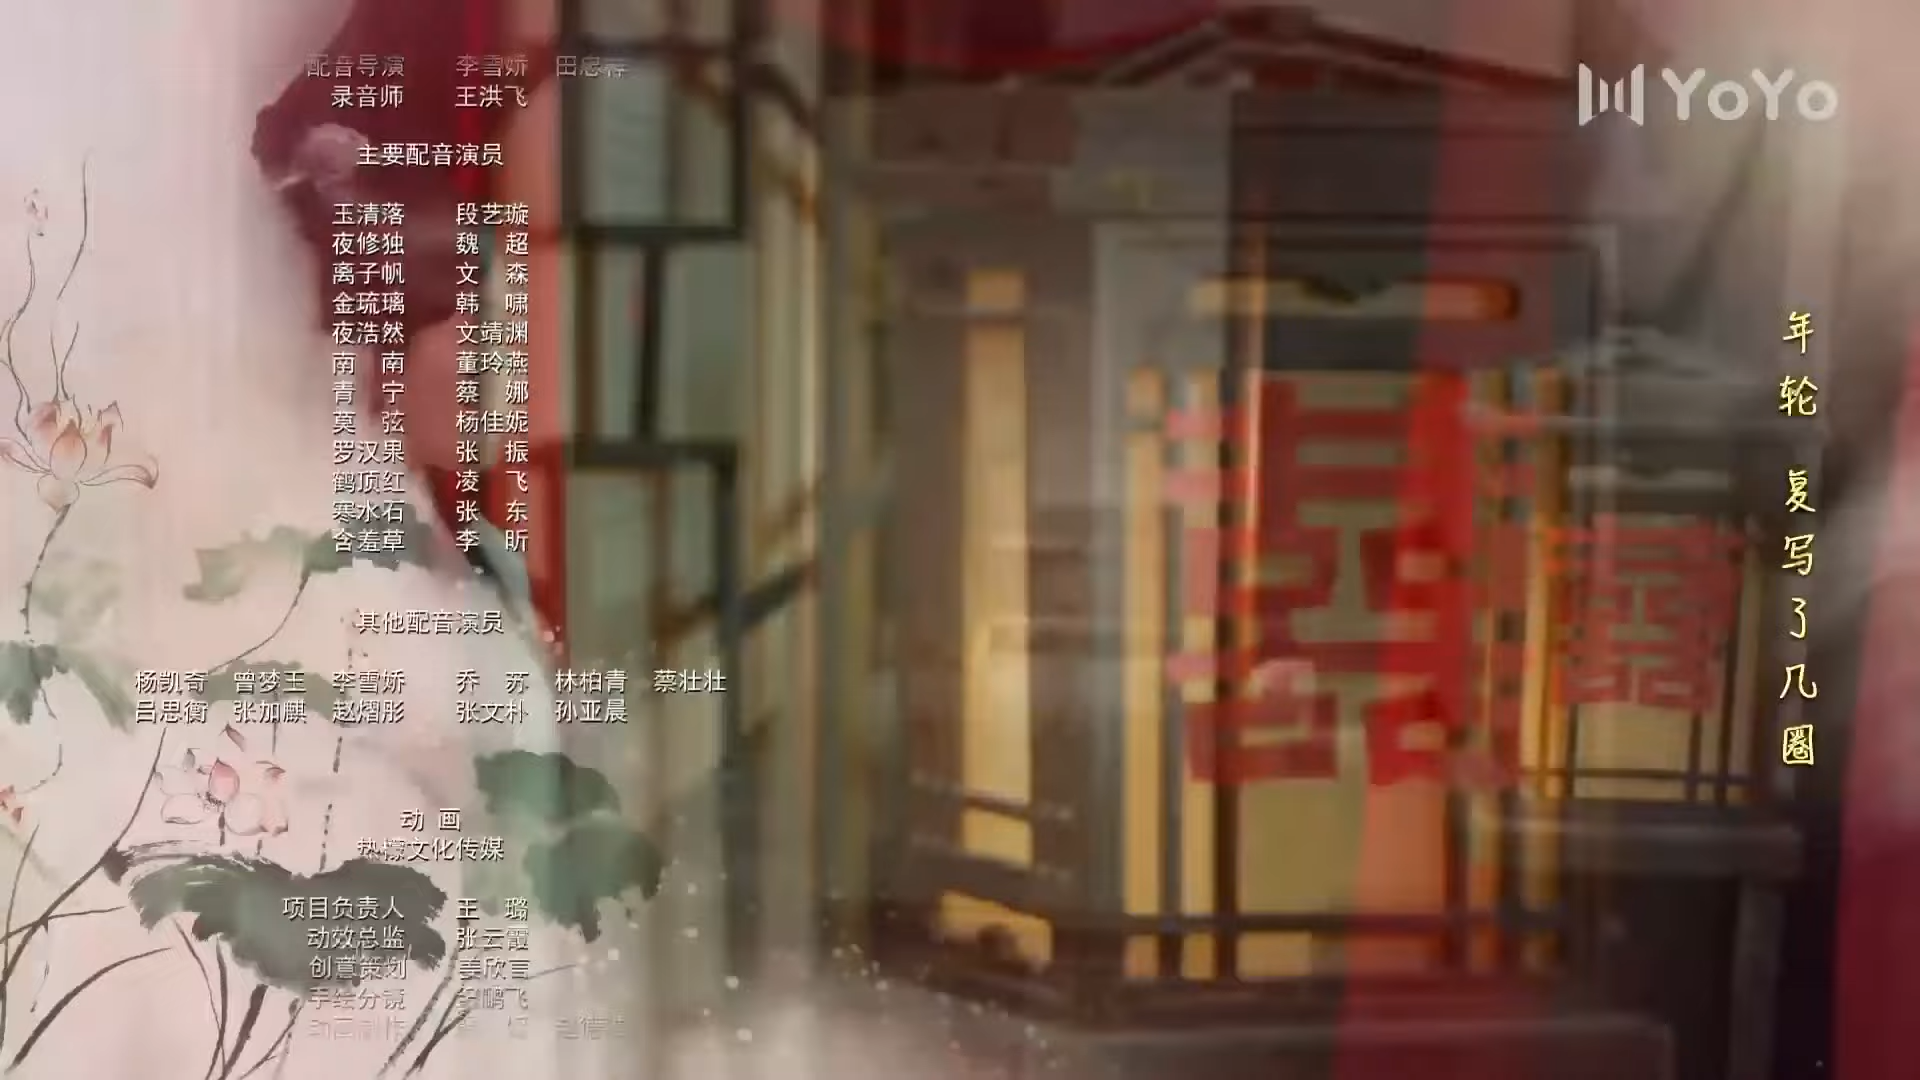 配音导演 李雪娇
录音师 王洪飞
主要配音演员
玉清落 段艺璇
夜修独 魏 超
离子帆 文 森
金琉璃 韩 啸
夜浩然 文靖渊
南 南 董玲燕
青 宁 蔡 娜
莫 弦 杨佳妮
罗汉果 张 振
鹤顶红 凌 飞
寒水石 张 东
含羞草 李 昕
其他配音演员
杨凯奇 曾梦玉 李雪娇 乔 苏 林柏青 蔡壮壮
吕思衡 张加麒 赵熠彤 张文朴 孙亚晨
动 画
热檬文化传媒
项目负责人 王 璐
动效总监 张云霞
创意策划 姜欣言
手绘分镜 鹏飞
动画制作
YoYo
年轮 复写了几圈